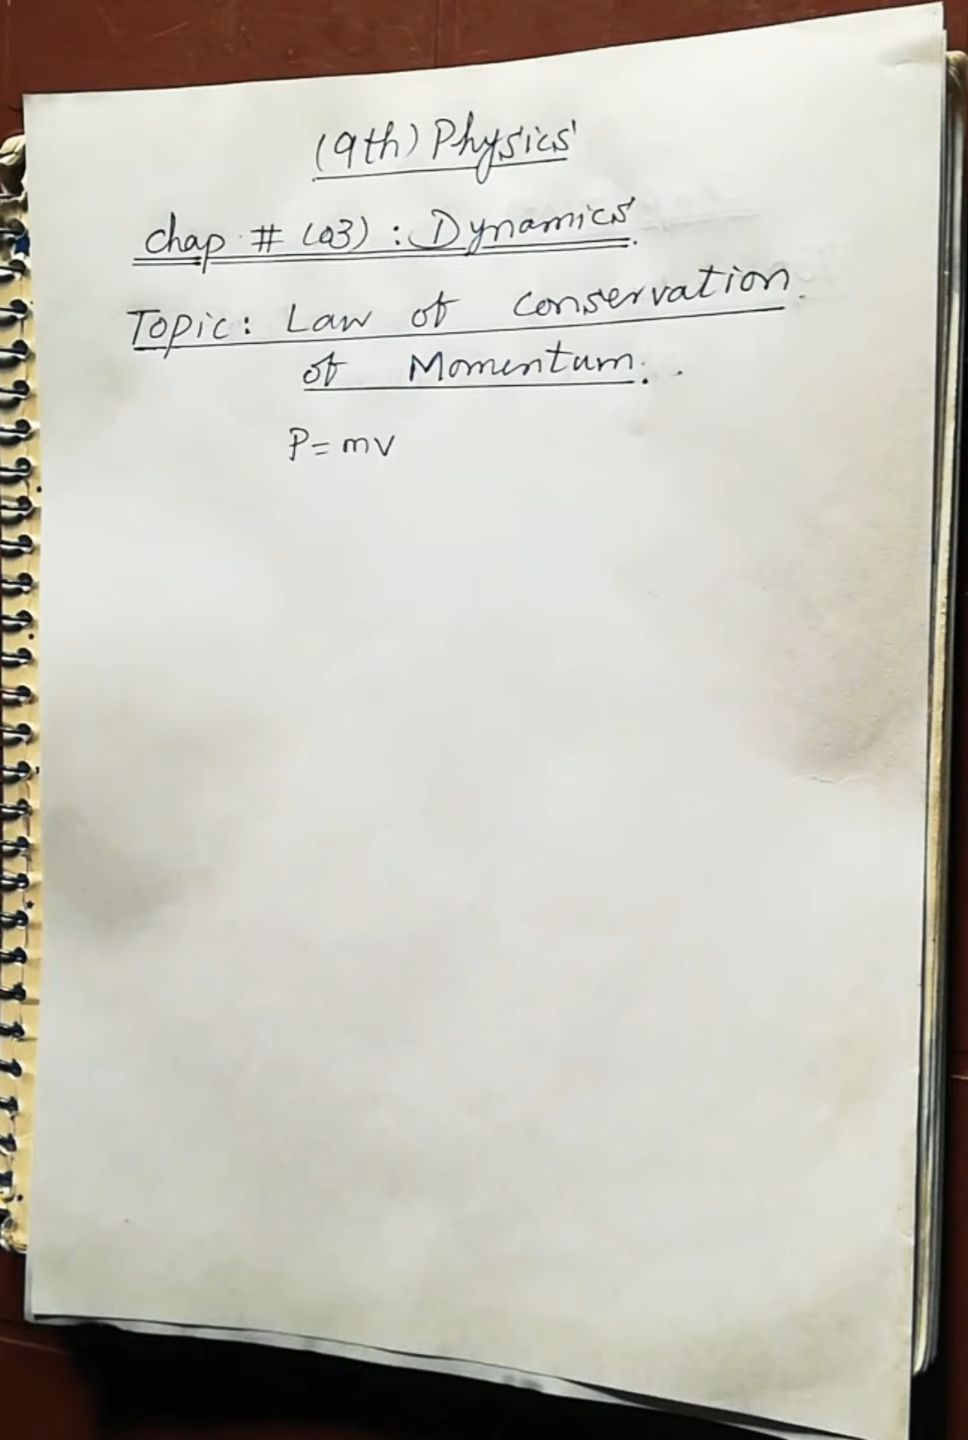 (9th) Physics
Chap # (03) : Dynamics.
Topic: Law of Conservation
of Momentum.
P = mv